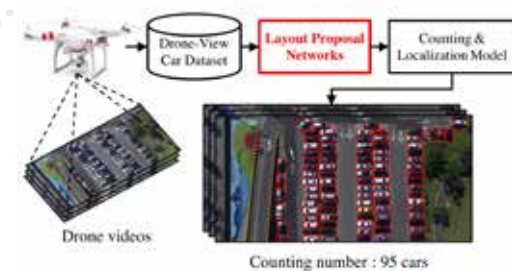 Drone-View
Car Dataset
Layout Proposal
Networks
Counting &
Localization Model
Drone videos
Counting number : 95 cars